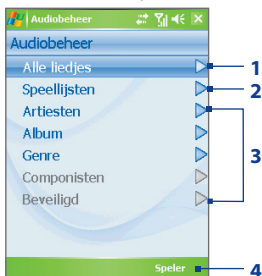 Audiobeheer
Audiobeheer
Alle liedjes
1
Speellijsten
2
Artiesten
Album
Genre
3
Componisten
Beveiligd
Speler
4